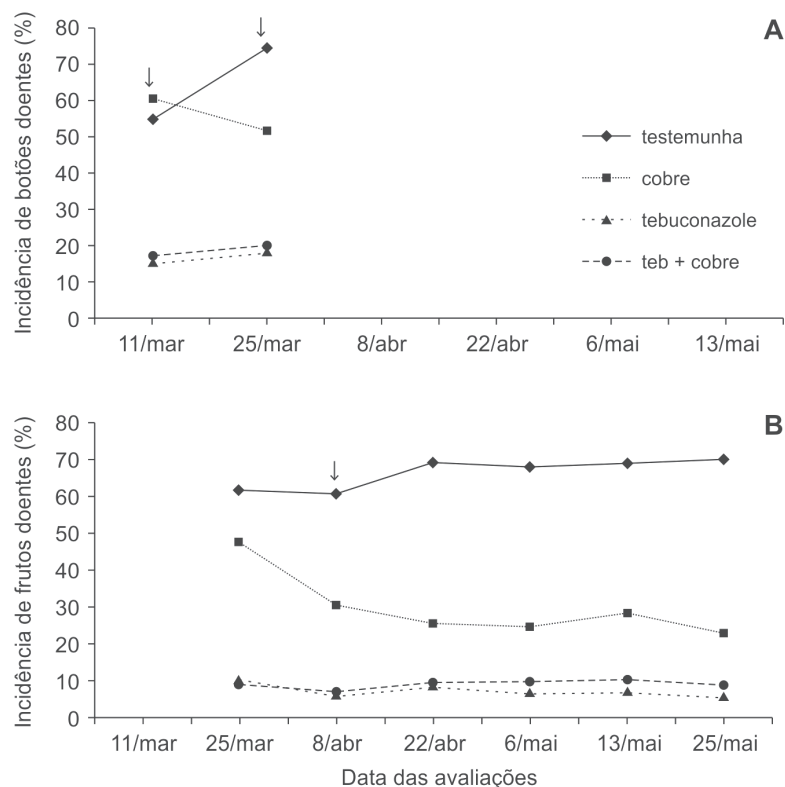 Incidência de botões doentes (%)
A
80
70
60
50
40
30
20
10
0
testemunha
cobre
tebuconazole
teb + cobre
11/mar 25/mar 8/abr 22/abr 6/mai 13/mai
Incidência de frutos doentes (%)
B
80
70
60
50
40
30
20
10
0
11/mar 25/mar 8/abr 22/abr 6/mai 13/mai 25/mai
Data das avaliações